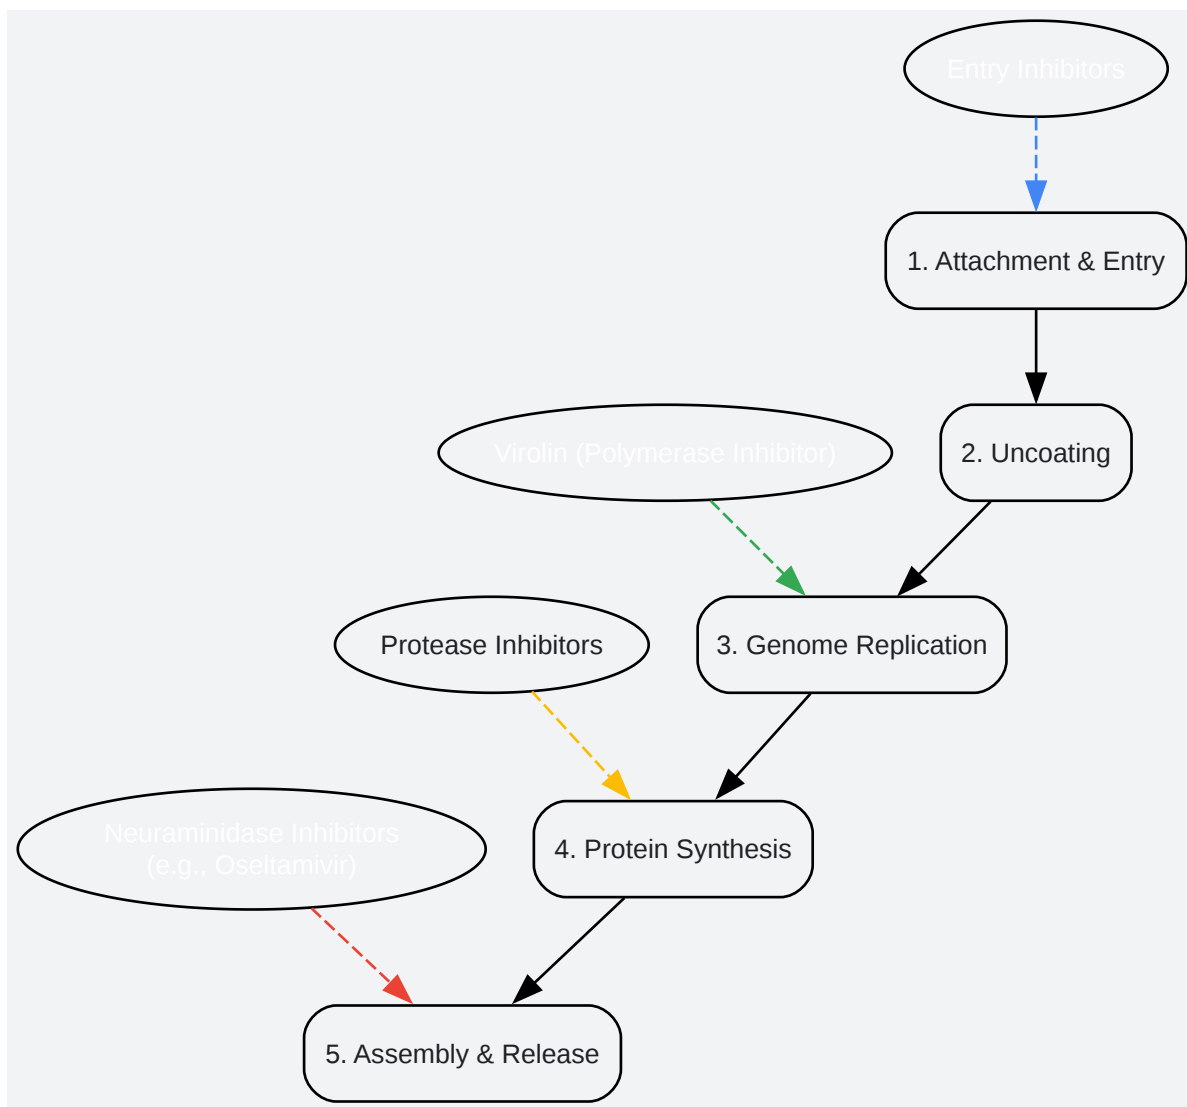 Entry Inhibitors
1. Attachment & Entry
Virolin (Polymerase Inhibitor)
2. Uncoating
Protease Inhibitors
3. Genome Replication
Neuraminidase Inhibitors
(e.g., Oseltamivir)
4. Protein Synthesis
5. Assembly & Release